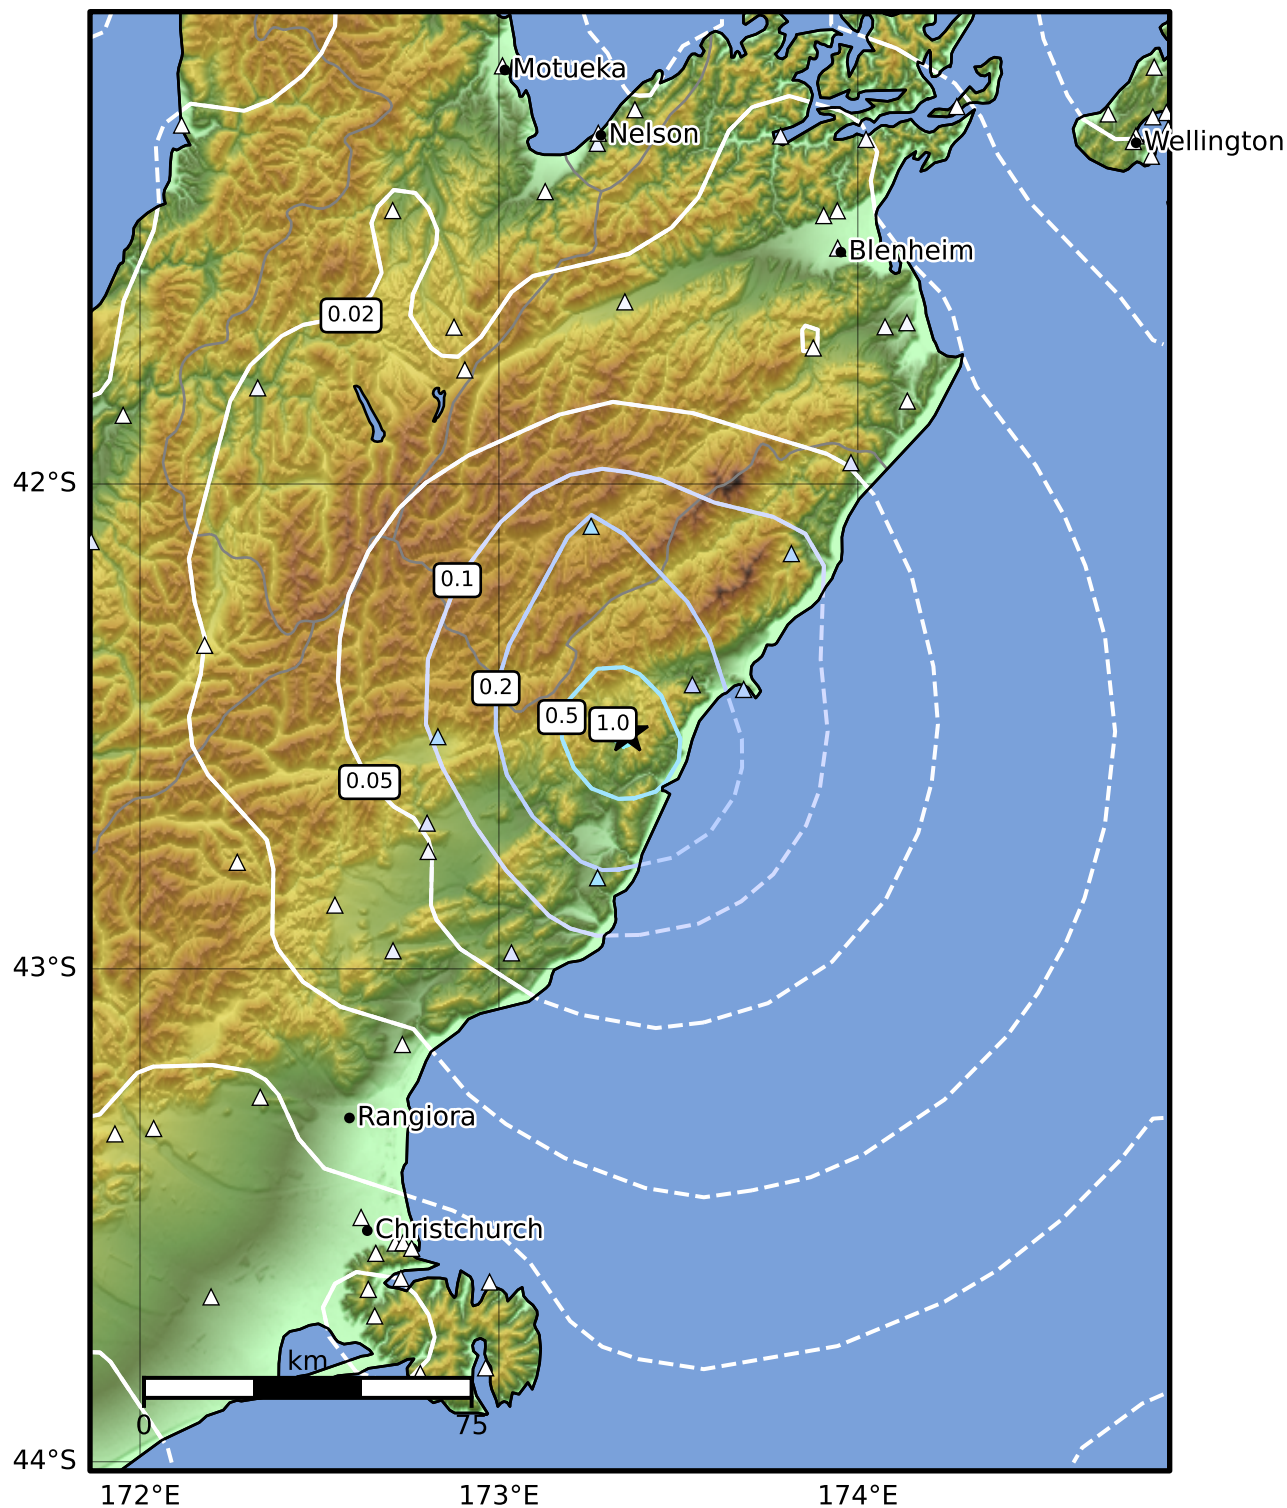 Motueka
Nelson
Wellington
Blenheim
0.02
42°S
0.1
0.2
0.5
1.0
0.05
43°S
Rangiora
Christchurch
km
0
75
44°S
172°E
173°E
174°E